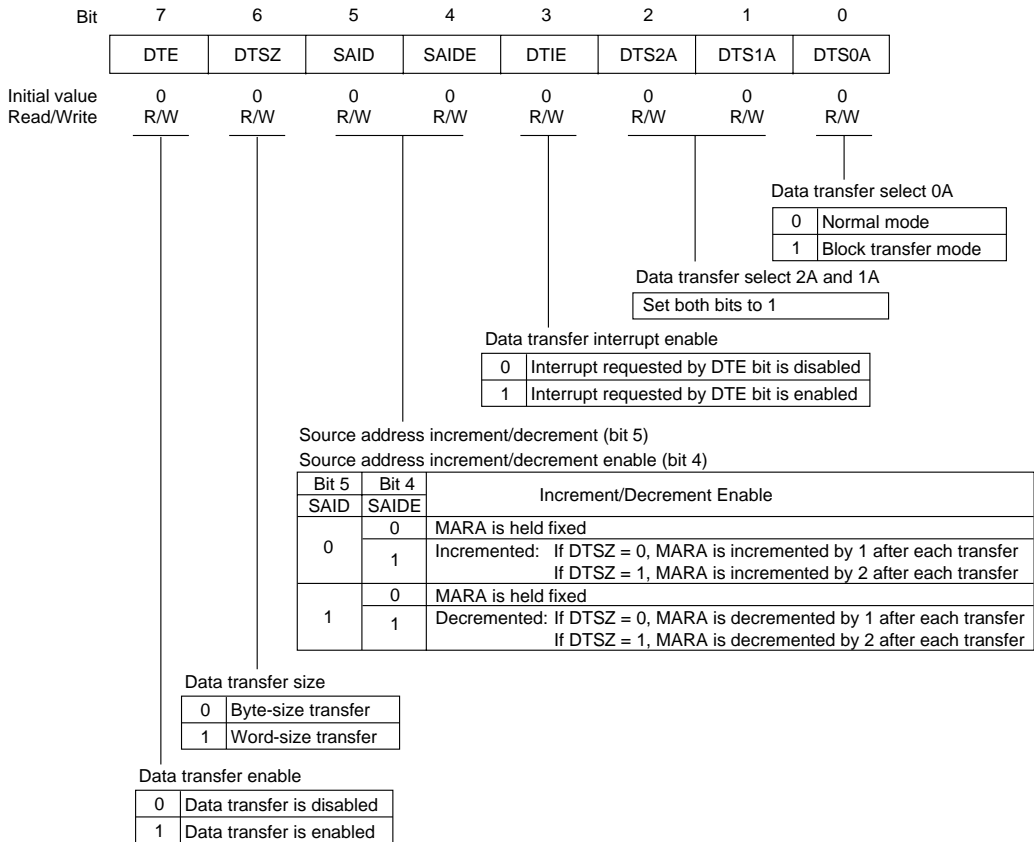 Bit 7 6 5 4 3 2 1 0
DTE DTSZ SAID SAIDE DTIE DTS2A DTS1A DTS0A
Initial value 0 0 0 0 0 0 0 0
Read/Write R/W R/W R/W R/W R/W R/W R/W R/W
Data transfer select 0A
0 Normal mode
1 Block transfer mode
Data transfer select 2A and 1A
Set both bits to 1
Data transfer interrupt enable
0 Interrupt requested by DTE bit is disabled
1 Interrupt requested by DTE bit is enabled
Source address increment/decrement (bit 5)
Source address increment/decrement enable (bit 4)
Bit 5 Bit 4
Increment/Decrement Enable
SAID SAIDE
0 0 MARA is held fixed
1 Incremented: If DTSZ = 0, MARA is incremented by 1 after each transfer
If DTSZ = 1, MARA is incremented by 2 after each transfer
1 0 MARA is held fixed
1 Decremented: If DTSZ = 0, MARA is decremented by 1 after each transfer
If DTSZ = 1, MARA is decremented by 2 after each transfer
Data transfer size
0 Byte-size transfer
1 Word-size transfer
Data transfer enable
0 Data transfer is disabled
1 Data transfer is enabled